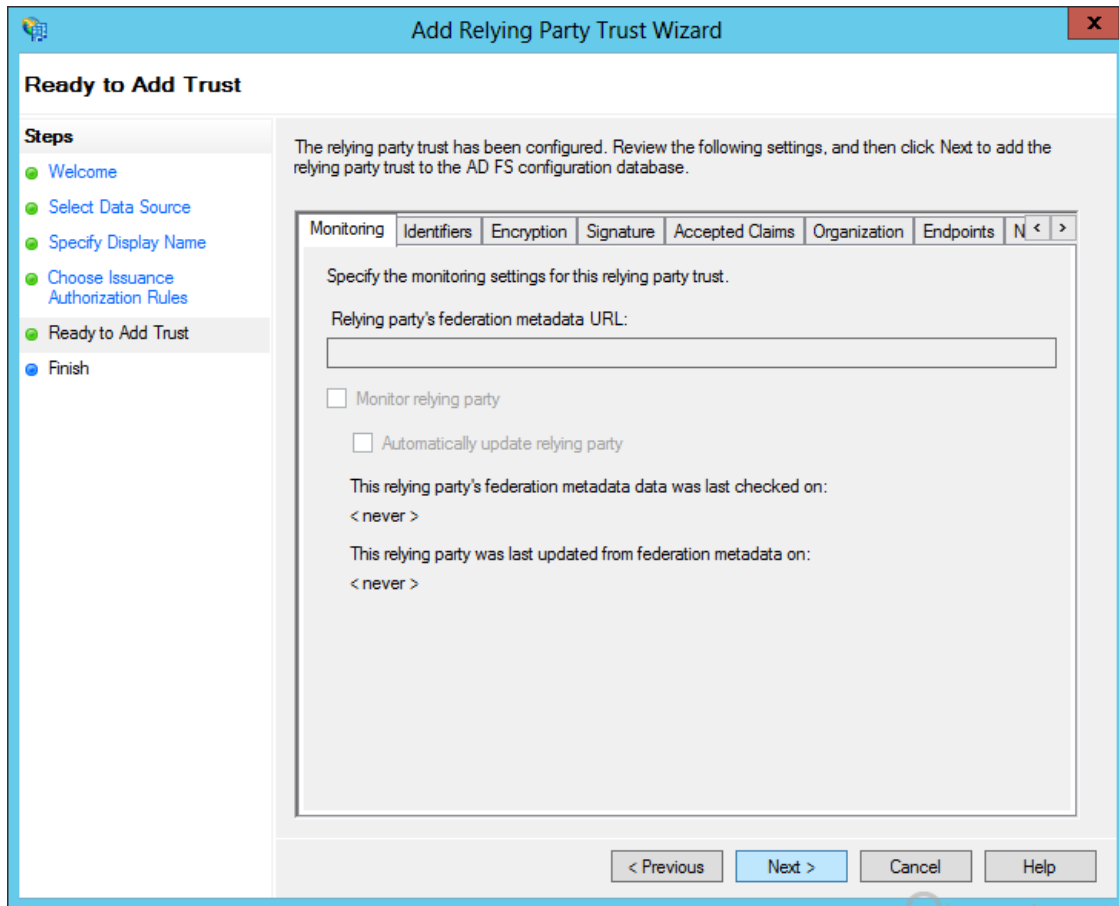 Add Relying Party Trust Wizard
x
Ready to Add Trust
Steps
Welcome
Select Data Source
Specify Display Name
Choose Issuance
Authorization Rules
Ready to Add Trust
Finish
The relying party trust has been configured. Review the following settings, and then click Next to add the
relying party trust to the AD FS configuration database.
Monitoring Identifiers Encryption Signature Accepted Claims Organization Endpoints N < >
Specify the monitoring settings for this relying party trust.
Relying party's federation metadata URL:
Monitor relying party
Automatically update relying party
This relying party's federation metadata data was last checked on:
< never >
This relying party was last updated from federation metadata on:
< never >
< Previous Next > Cancel Help